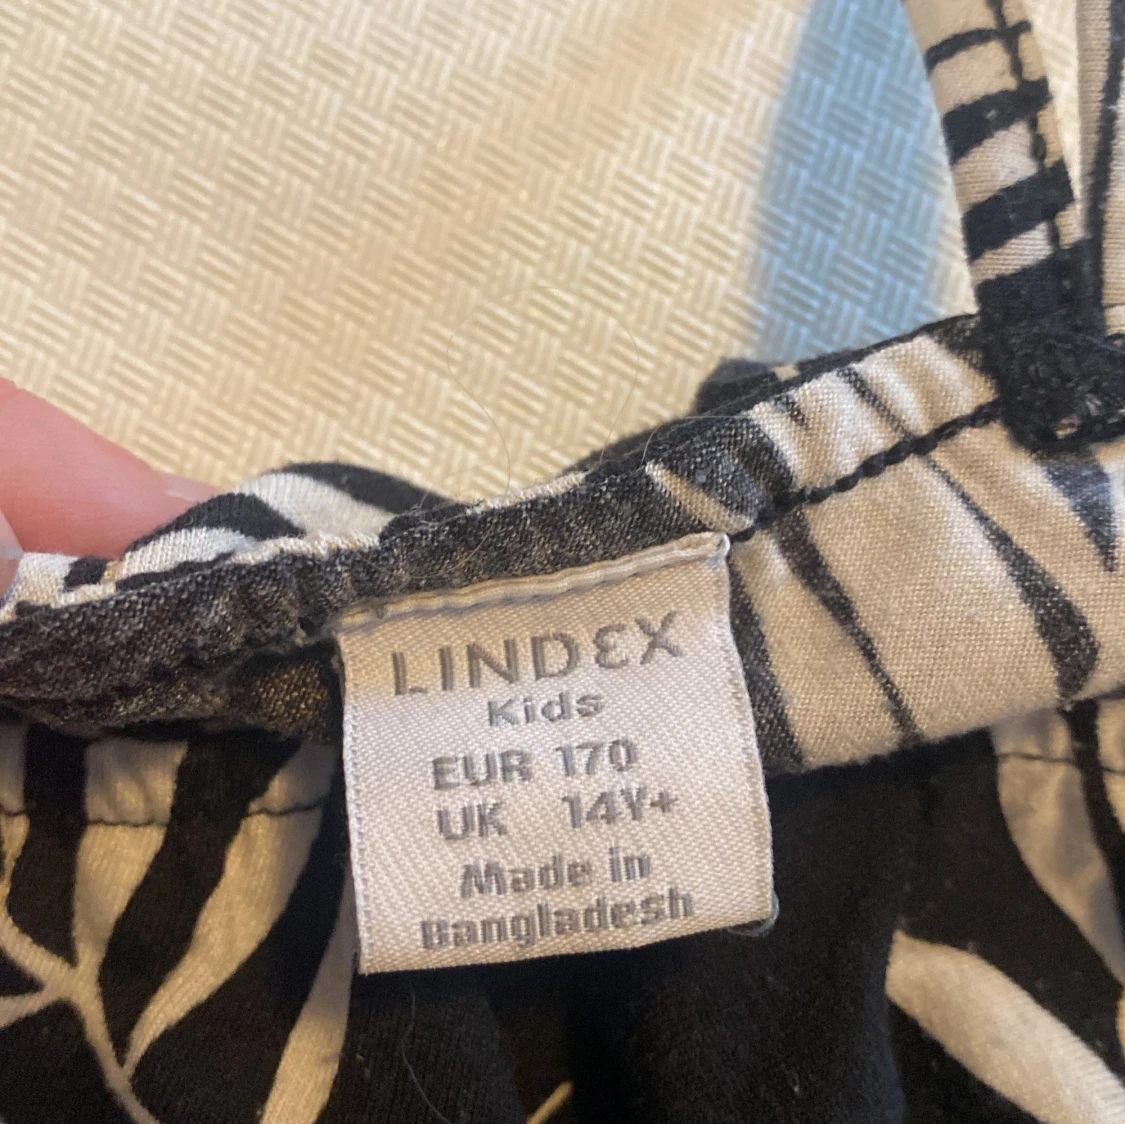 LINDEX
Kids
EUR 170
UK 14Y+
Made in
Bangladesh